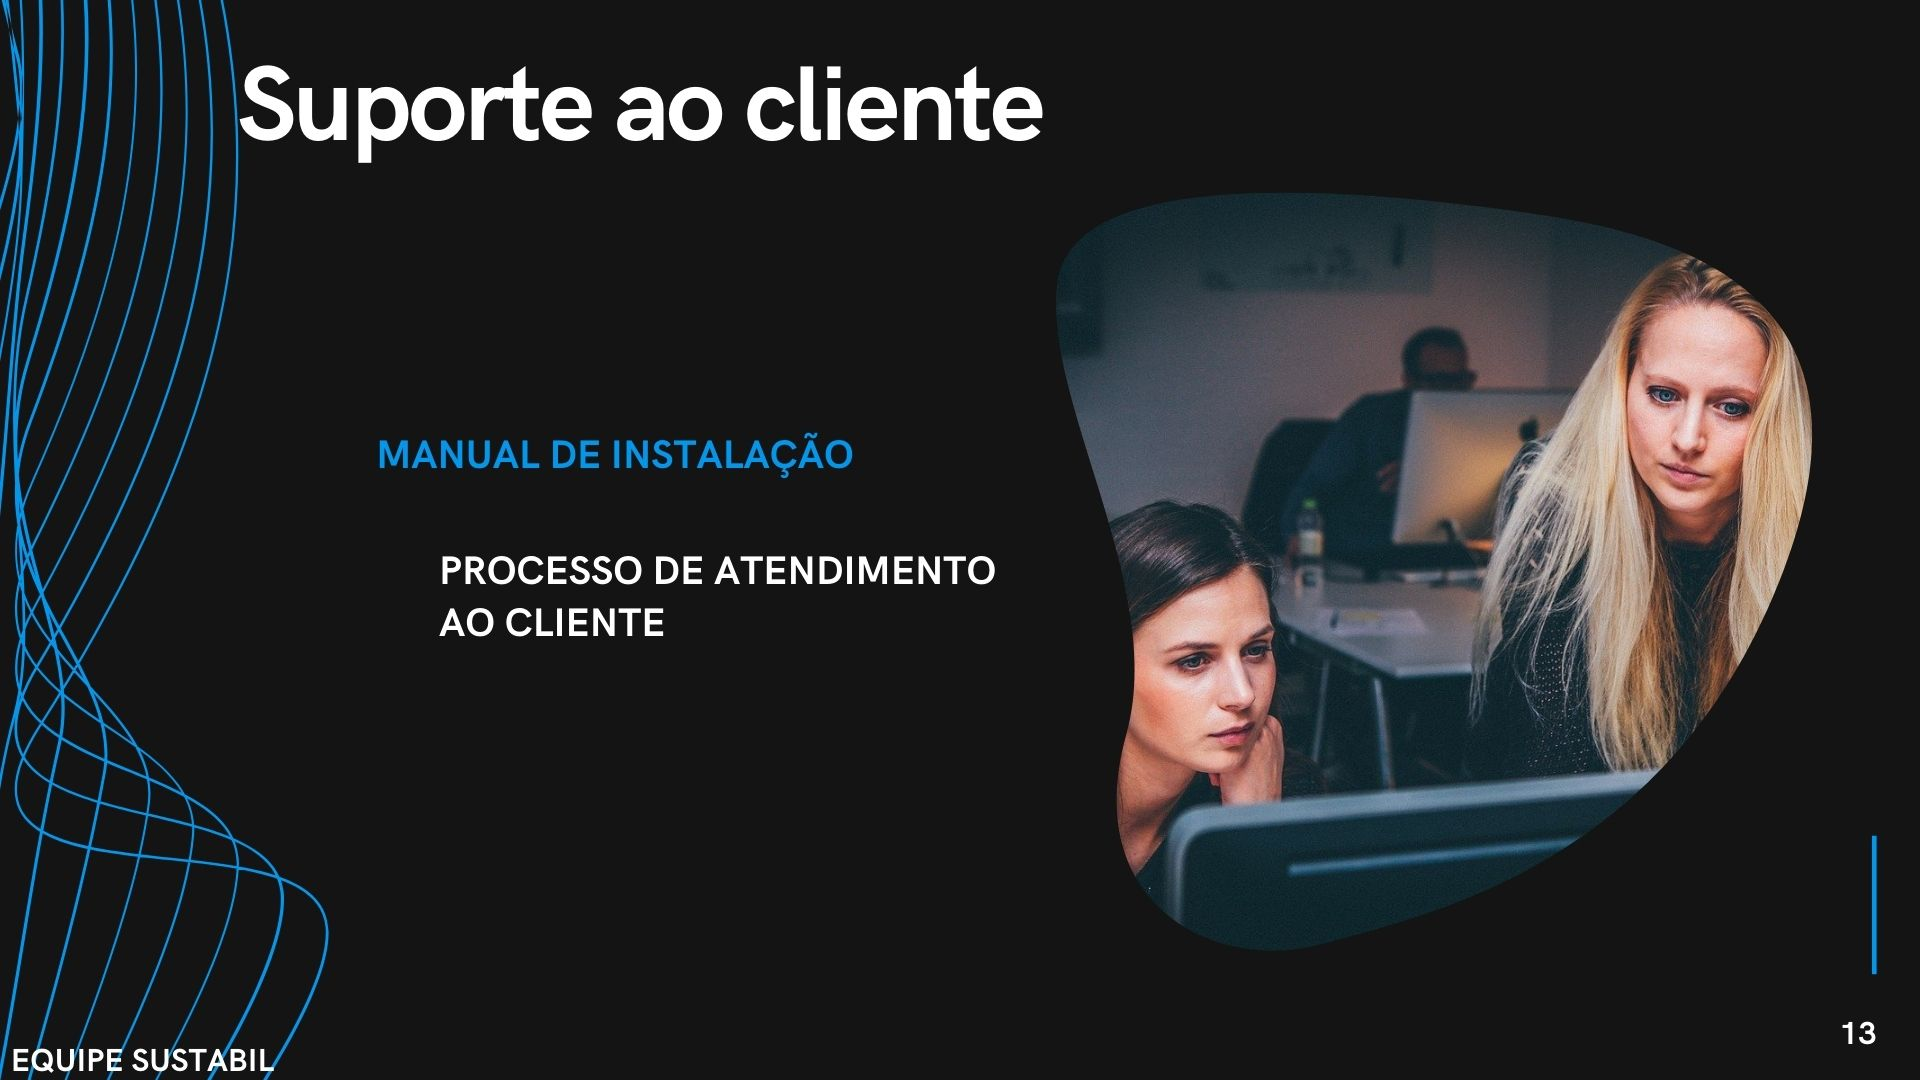 Suporte ao cliente
MANUAL DE INSTALAÇÃO
PROCESSO DE ATENDIMENTO
AO CLIENTE
13
EQUIPE SUSTABIL